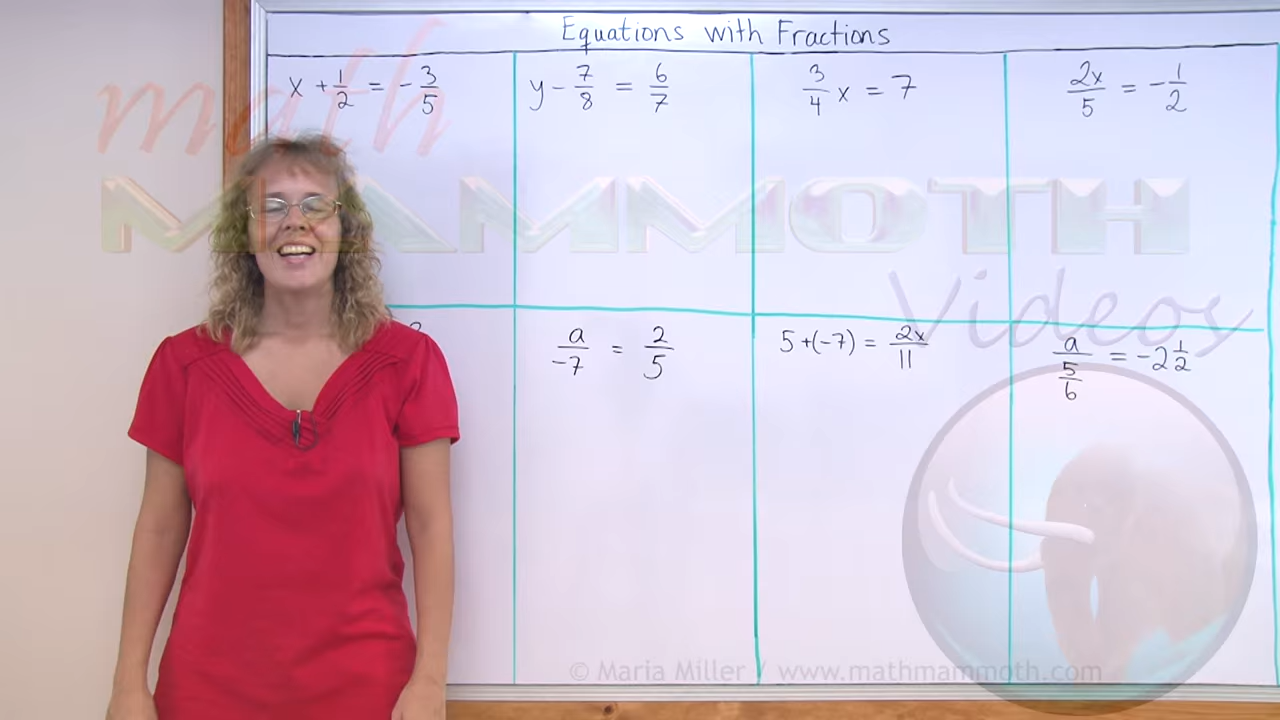 Equations with Fractions
x + 1/2 = - 3/5
y - 7/8 = 6/7
3/4 x = 7
2x/5 = - 1/2
a/-7 = 2/5
5 + (-7) = 2x/11
a/(5/6) = -2 1/2
math
MAMMOTH
Videos
© Maria Miller / www.mathmammoth.com